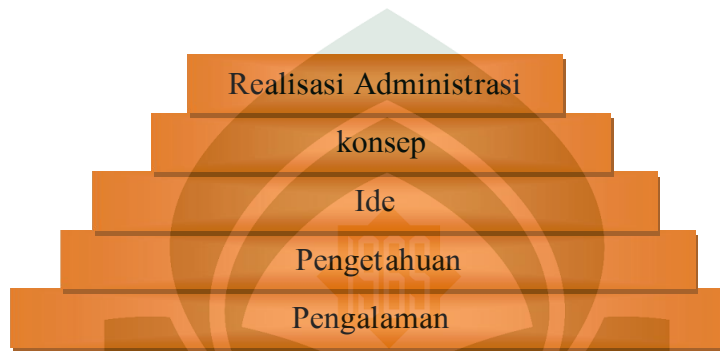 Realisasi Administrasi
konsep
Ide
Pengetahuan
Pengalaman